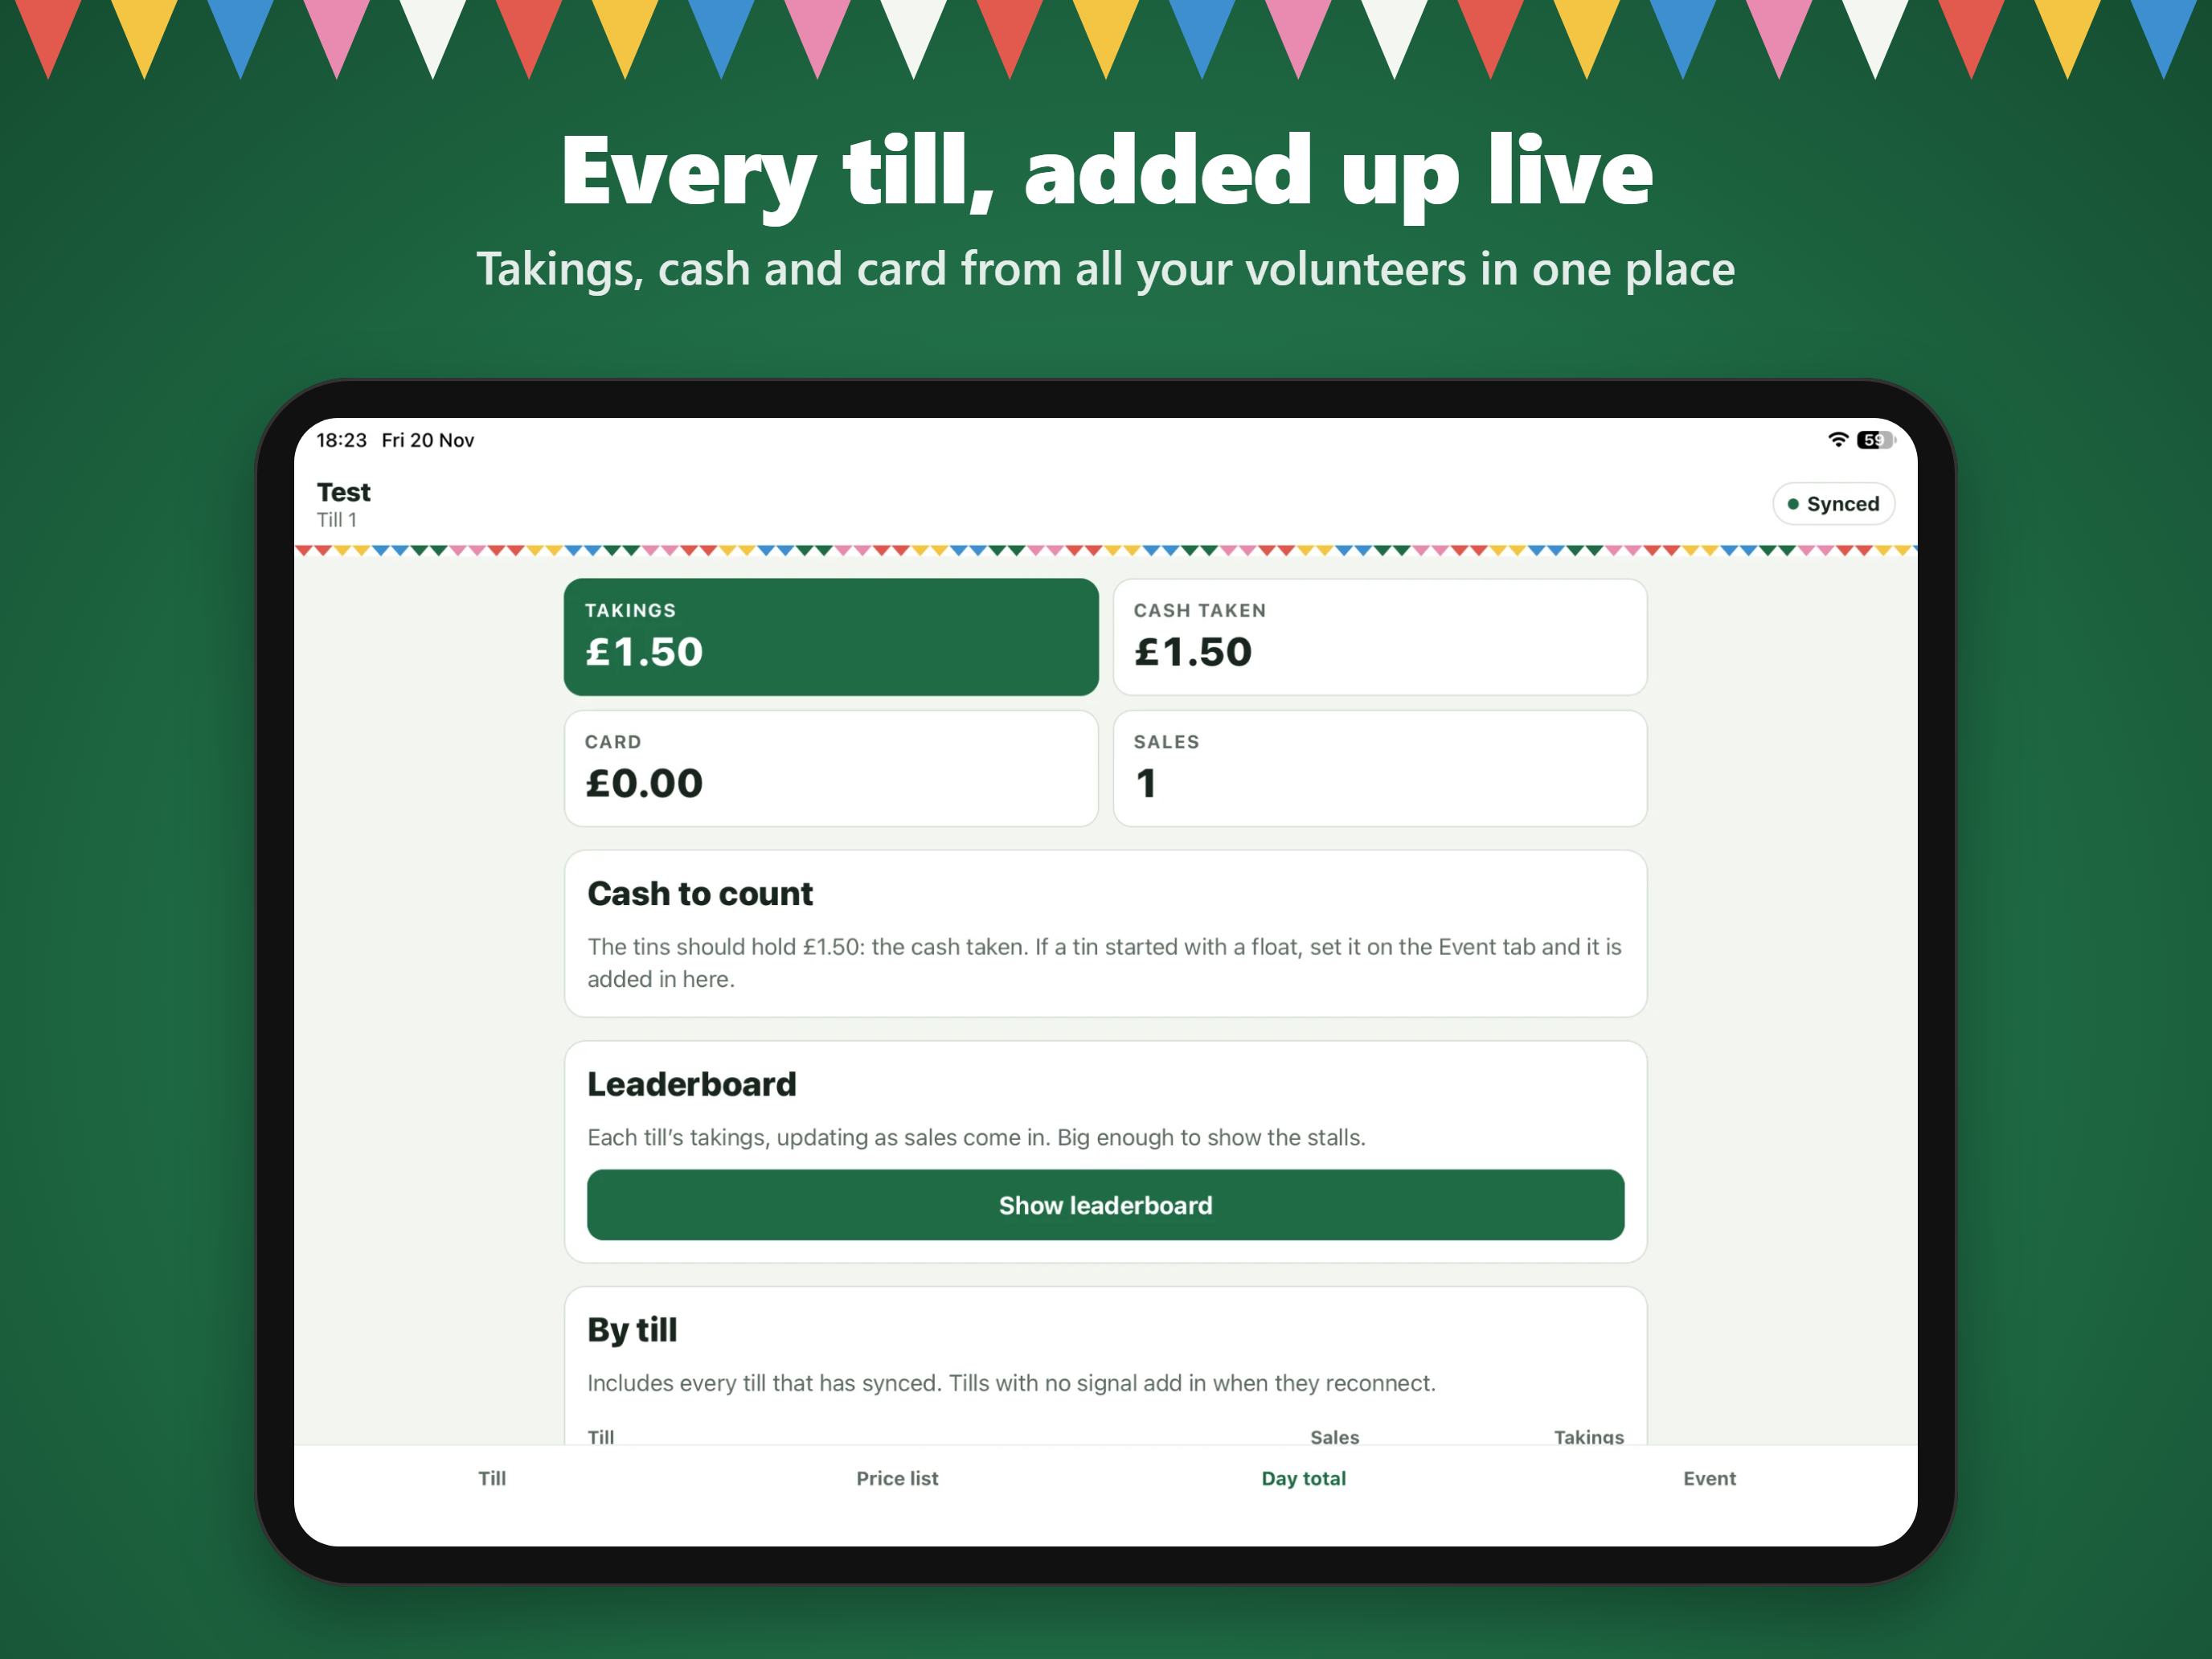 Every till, added up live
Takings, cash and card from all your volunteers in one place
18:23 Fri 20 Nov
59
Test
Till 1
Synced
TAKINGS
£1.50
CASH TAKEN
£1.50
CARD
£0.00
SALES
1
Cash to count
The tins should hold £1.50: the cash taken. If a tin started with a float, set it on the Event tab and it is
added in here.
Leaderboard
Each till’s takings, updating as sales come in. Big enough to show the stalls.
Show leaderboard
By till
Includes every till that has synced. Tills with no signal add in when they reconnect.
Till Sales Takings
Till Price list Day total Event